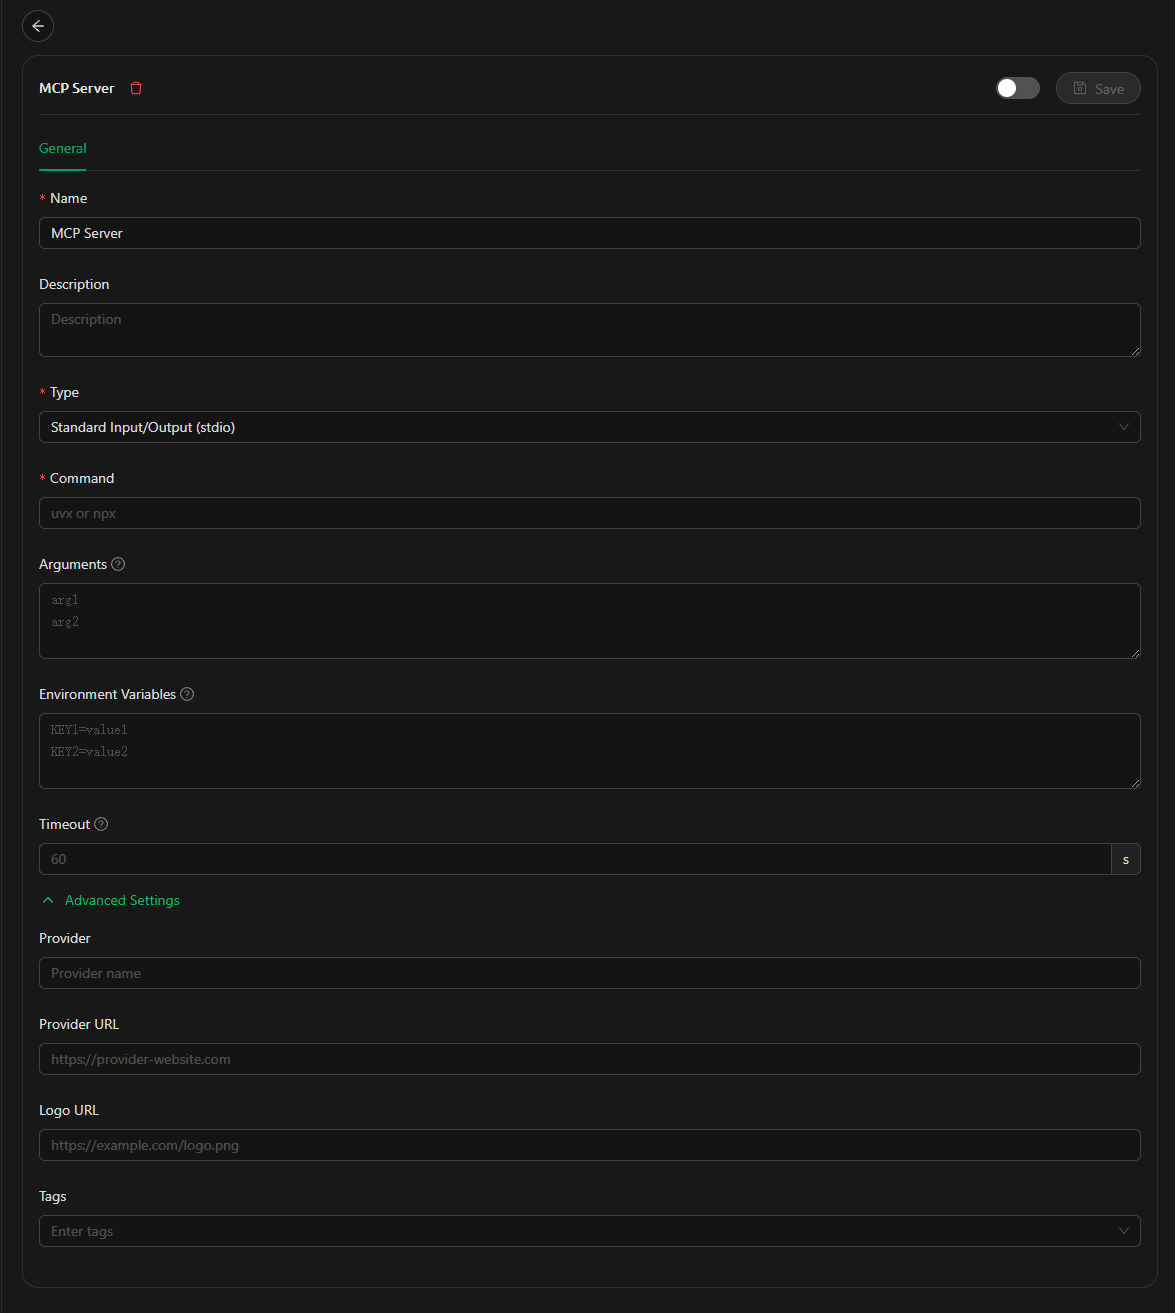 MCP Server
Save
General
* Name
MCP Server
Description
Description
* Type
Standard Input/Output (stdio)
* Command
uvx or npx
Arguments
arg1
arg2
Environment Variables
KEY1=value1
KEY2=value2
Timeout
60
s
Advanced Settings
Provider
Provider name
Provider URL
https://provider-website.com
Logo URL
https://example.com/logo.png
Tags
Enter tags